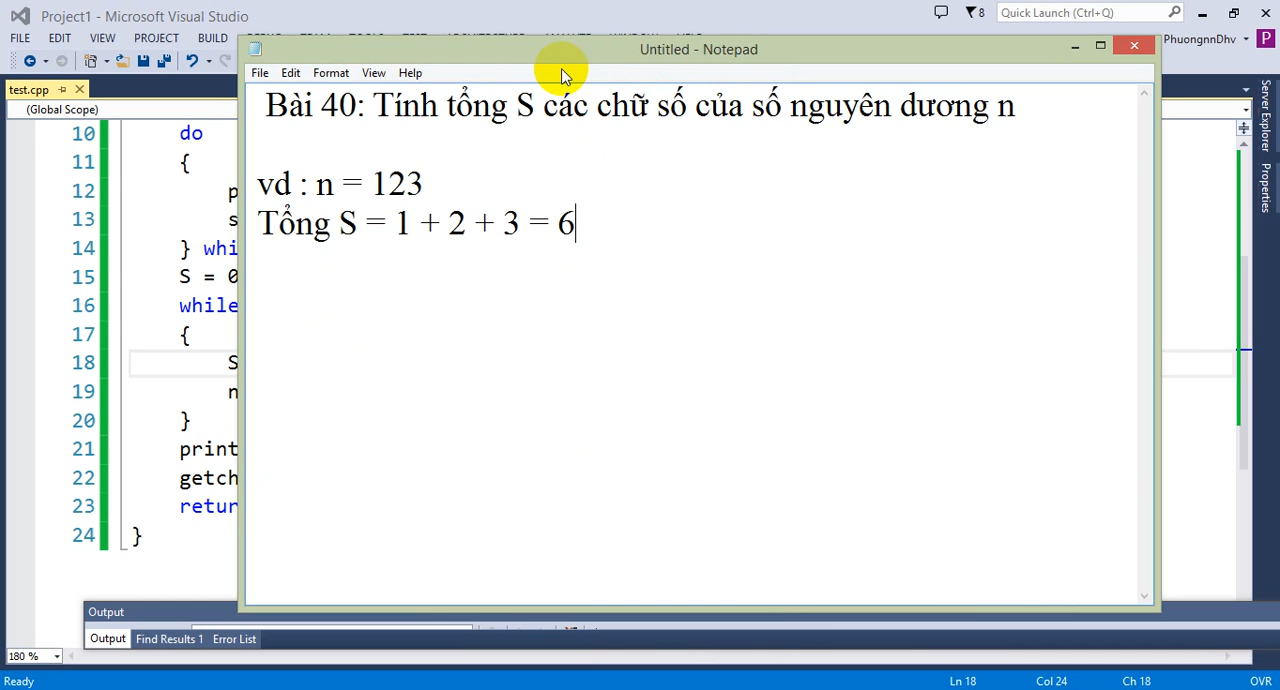 Project1 - Microsoft Visual Studio
8
Quick Launch (Ctrl+Q)
FILE EDIT VIEW PROJECT BUILD
PhuongnnDhv P
Untitled - Notepad
File Edit Format View Help
test.cpp
(Global Scope)
Bài 40: Tính tổng S các chữ số của số nguyên dương n
vd : n = 123
Tổng S = 1 + 2 + 3 = 6
10 do
11 {
12 p
13 s
14 } whi
15 S = 0
16 while
17 {
18 S
19 n
20 }
21 print
22 getch
23 retur
24 }
Server Explorer
Properties
Output
Output Find Results 1 Error List
180 %
Ready Ln 18 Col 24 Ch 18 OVR